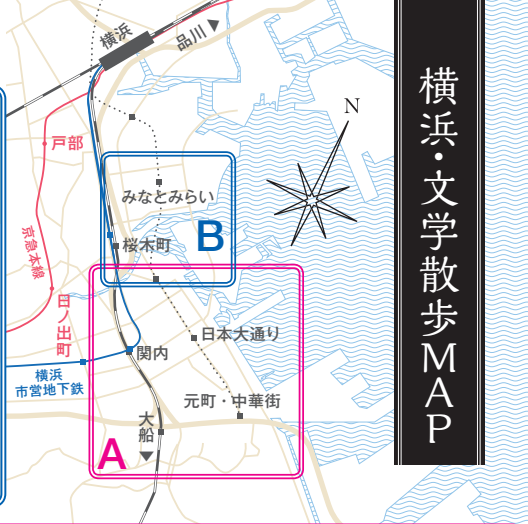 横浜・文学散歩MAP
横浜
品川▶
N
戸部
みなとみらい
B
桜木町
京急本線
日ノ出町
日本大通り
関内
横浜
市営地下鉄
元町・中華街
大船▼
A